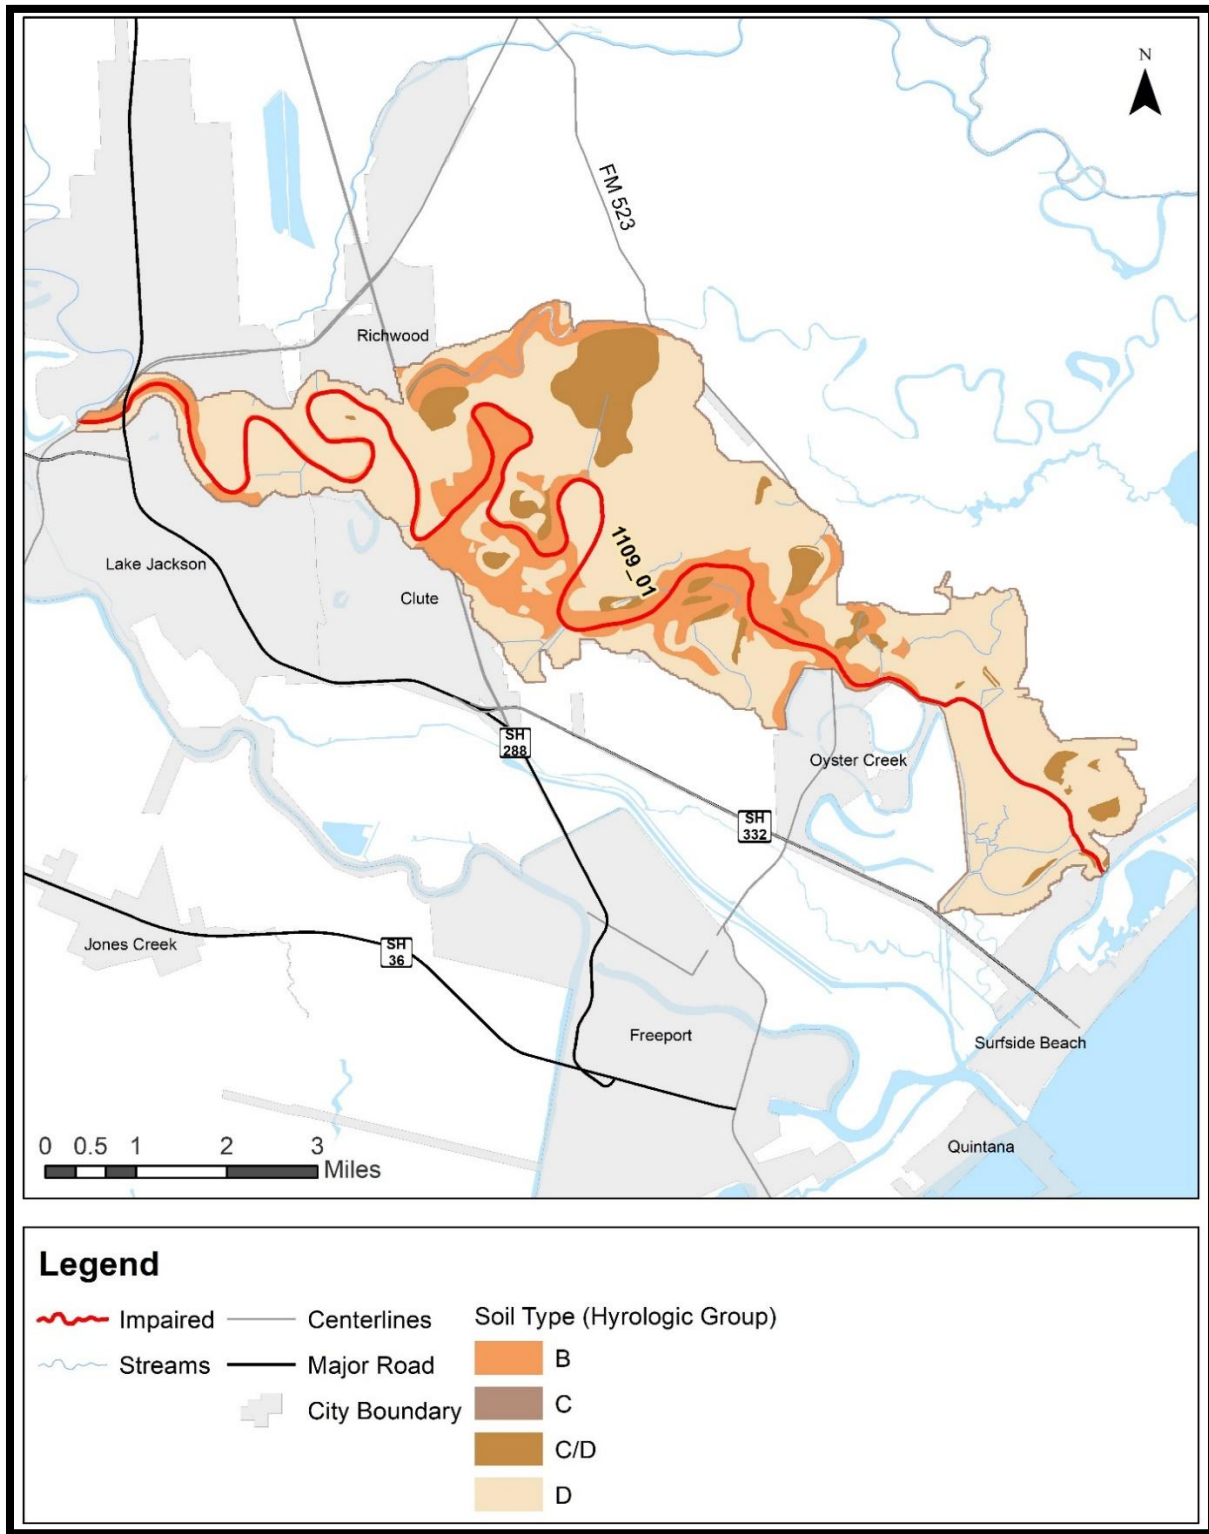 N
FM 523
Richwood
1109_01
Lake Jackson
Clute
SH
288
Oyster Creek
SH
332
Jones Creek
SH
36
Freeport
Surfside Beach
Quintana
0 0.5 1 2 3
Miles
Legend
Impaired
Centerlines
Streams
Major Road
City Boundary
Soil Type (Hyrologic Group)
B
C
C/D
D